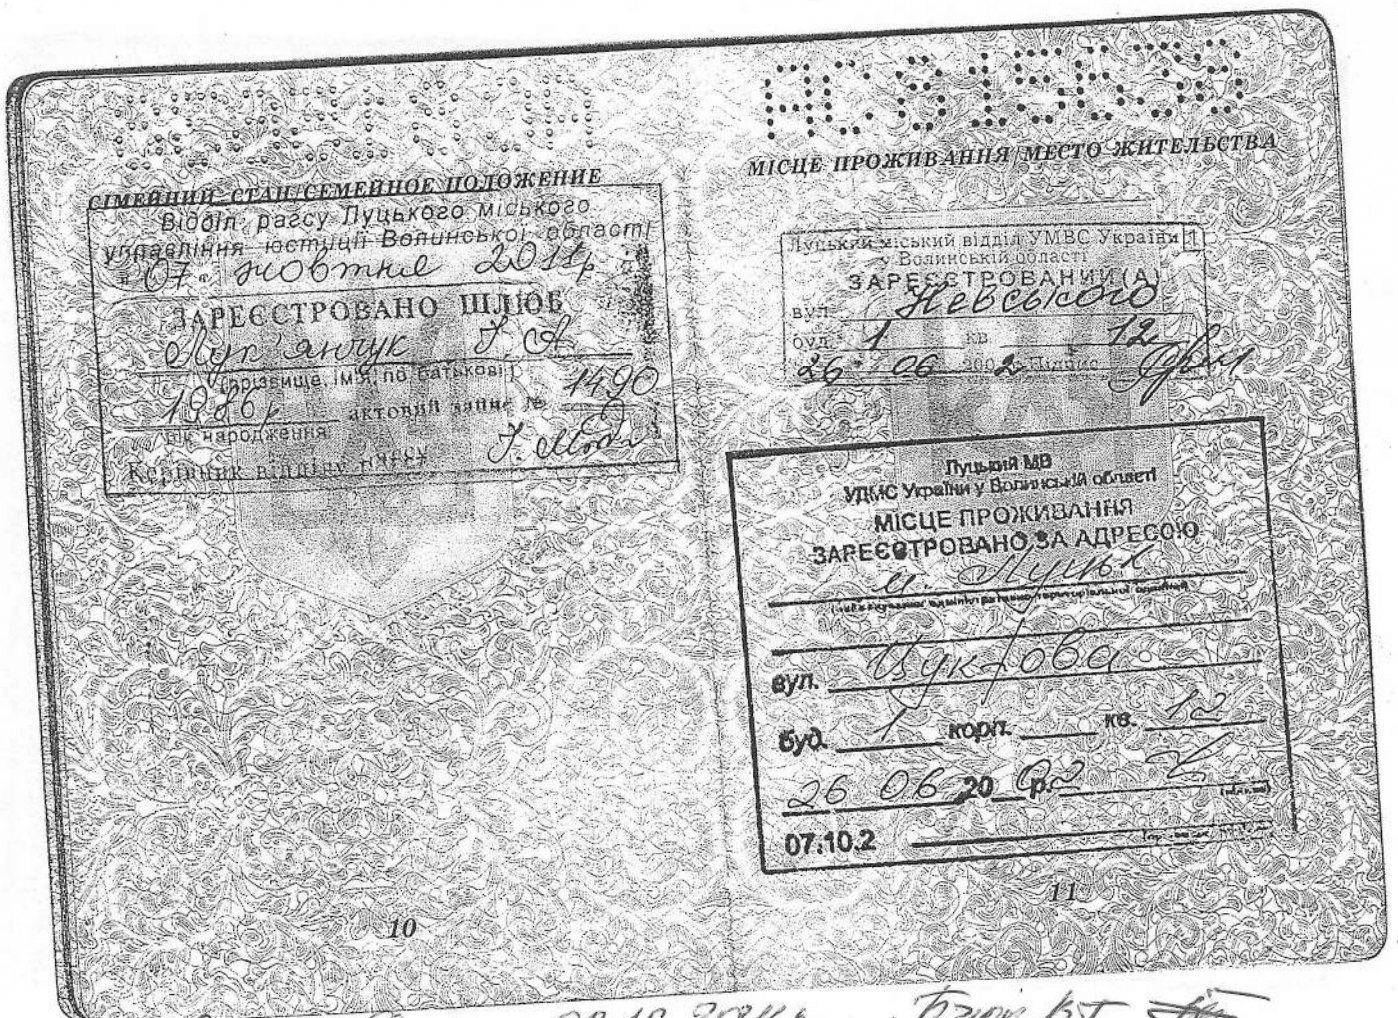 АС 315639
СІМЕЙНИЙ СТАН/СЕМЕЙНОЕ ПОЛОЖЕНИЕ
Відділ рагсу Луцького міського
управління юстиції Волинської області
"07" жовтня 2011р
ЗАРЕЄСТРОВАНО ШЛЮБ
Лук'янчук
(прізвище, ім'я, по батькові)
1986р актовий запис № 1490
рік народження
Керівник відділу рагсу
10
МІСЦЕ ПРОЖИВАННЯ/МЕСТО ЖИТЕЛЬСТВА
Луцький міський відділ УМВС України 1
у Волинській області
ЗАРЕЄСТРОВАНИЙ(А)
вул. Невського
буд. 1 кв. 12
26 06 2002 Підпис
Луцький МВ
УДМС України у Волинській області
МІСЦЕ ПРОЖИВАННЯ
ЗАРЕЄСТРОВАНО ЗА АДРЕСОЮ
м. Луцьк
вул.
буд. 1 корп. кв. 12
26 06 20 02 р.
07.10.2
11